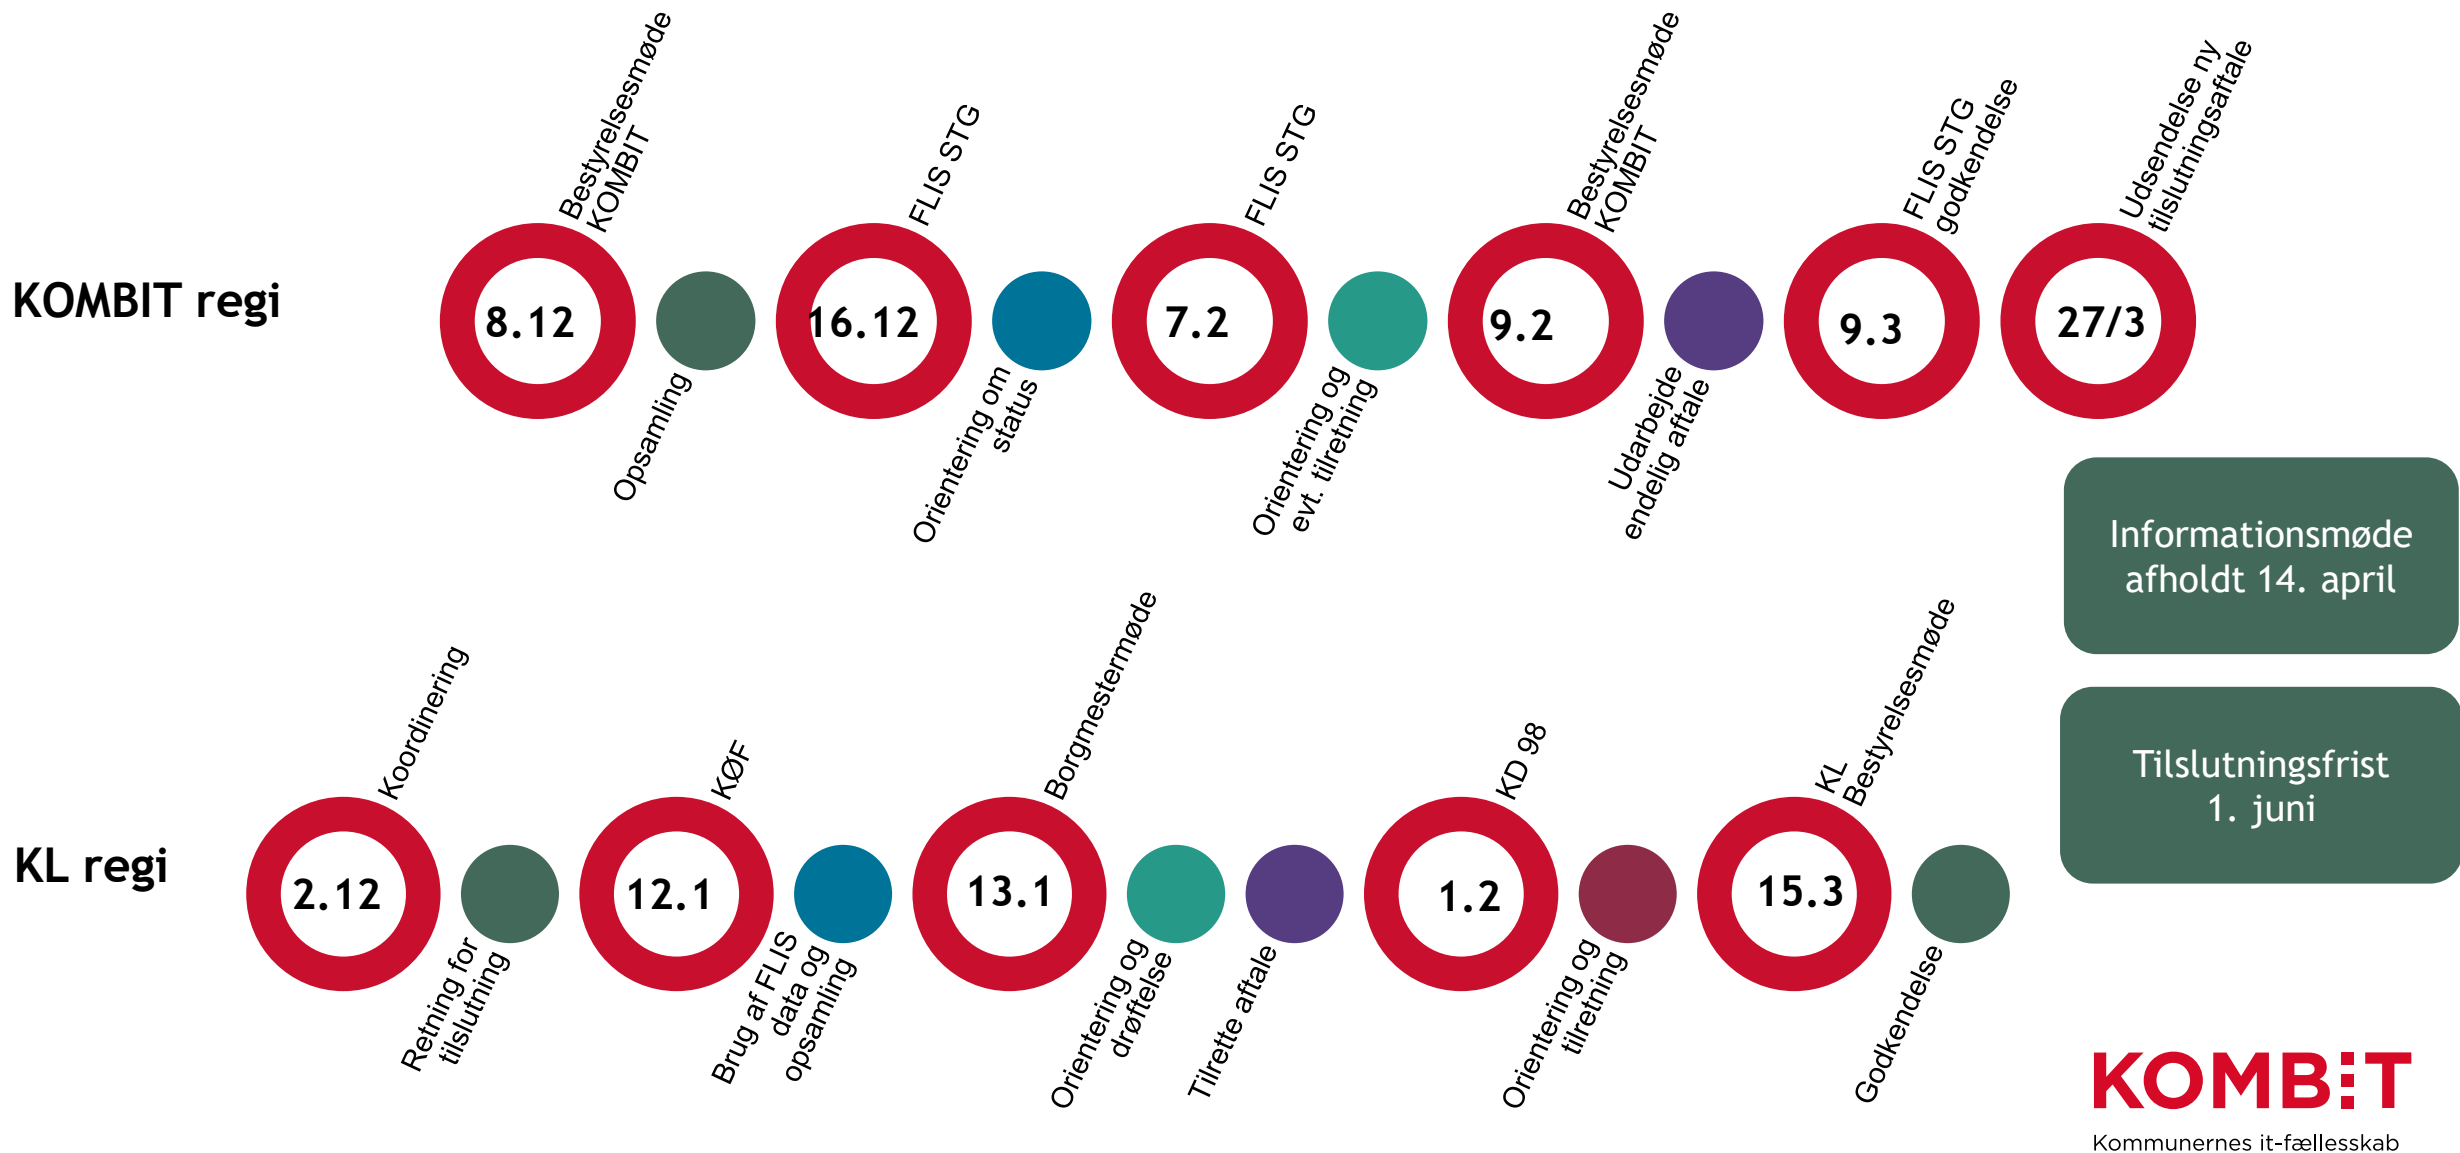 KOMBIT regi
Bestyrelsesmøde
KOMBIT
8.12
Opsamling
FLIS STG
16.12
Orientering om
status
FLIS STG
7.2
Orientering og
evt. tilretning
Bestyrelsesmøde
KOMBIT
9.2
Udarbejde
endelig aftale
FLIS STG
godkendelse
9.3
Udsendelse ny
tilslutningsaftale
27/3
Informationsmøde
afholdt 14. april
Tilslutningsfrist
1. juni
KL regi
Koordinering
2.12
Retning for
tilslutning
KØF
12.1
Brug af FLIS
data og
opsamling
Borgmestermøde
13.1
Orientering og
drøftelse
Tilrette aftale
KD 98
1.2
Orientering og
tilretning
KL
Bestyrelsesmøde
15.3
Godkendelse
KOMBIT
Kommunernes it-fællesskab